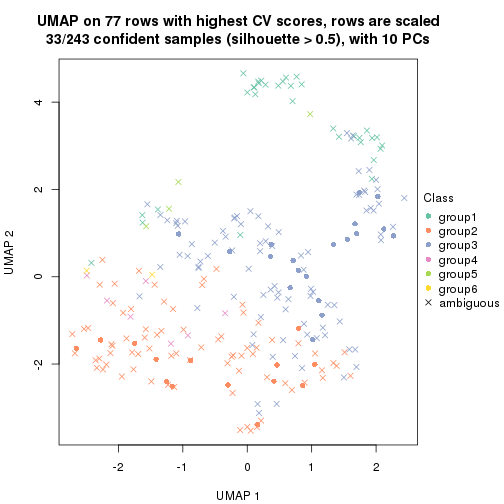 UMAP on 77 rows with highest CV scores, rows are scaled
33/243 confident samples (silhouette > 0.5), with 10 PCs
4
2
0
-2
UMAP 2
-2
-1
0
1
2
UMAP 1
Class
group1
group2
group3
group4
group5
group6
ambiguous